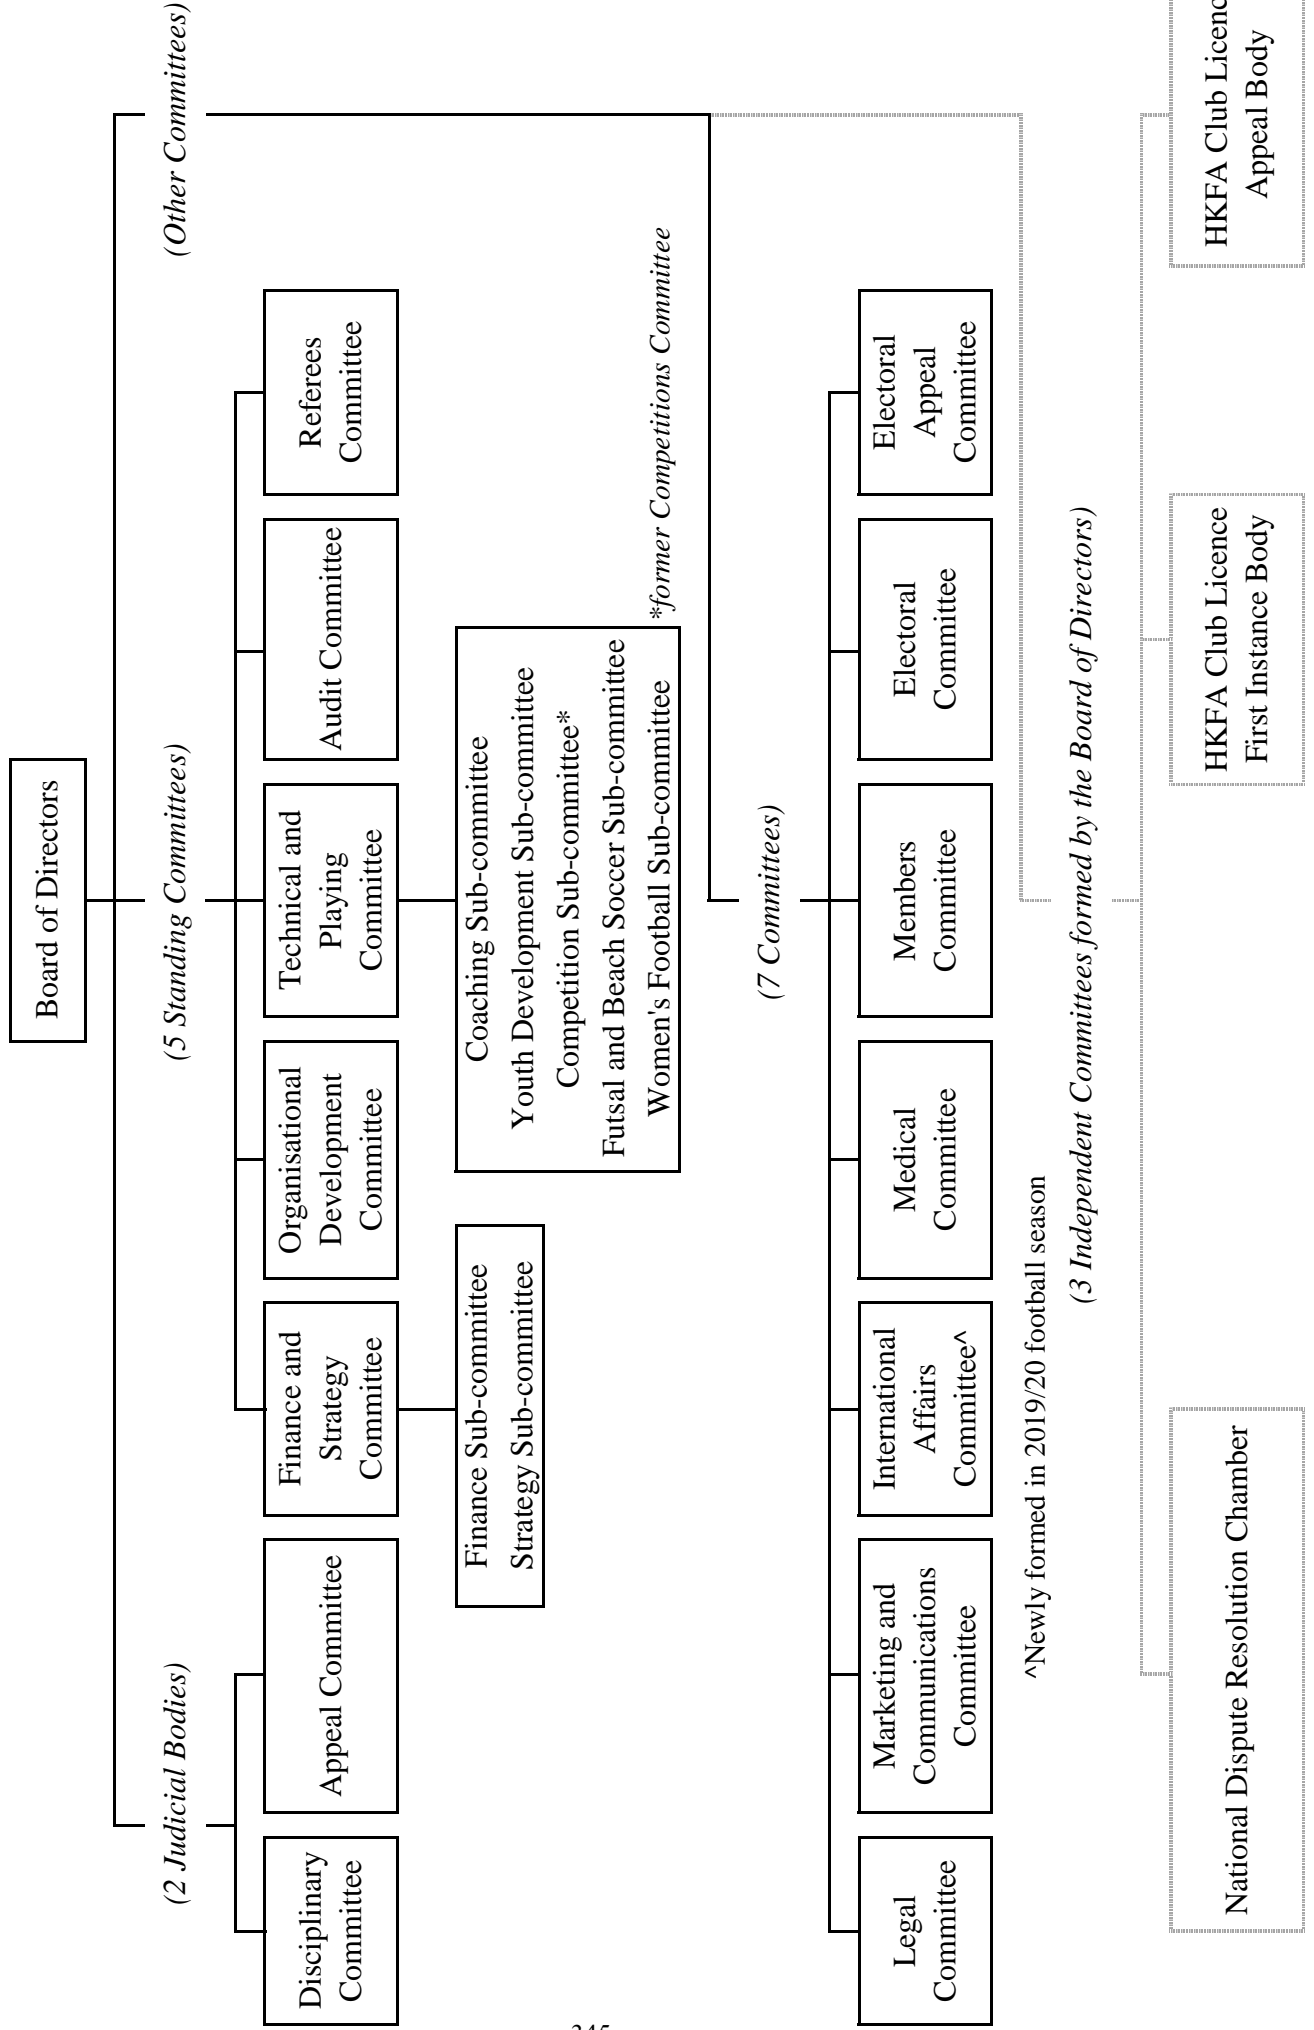 Board of Directors
(2 Judicial Bodies)
(5 Standing Committees)
(Other Committees)
Disciplinary
Committee
Appeal Committee
Finance and
Strategy
Committee
Organisational
Development
Committee
Technical and
Playing
Committee
Audit Committee
Referees
Committee
Finance Sub-committee
Strategy Sub-committee
Coaching Sub-committee
Youth Development Sub-committee
Competition Sub-committee*
Futsal and Beach Soccer Sub-committee
Women's Football Sub-committee
*former Competitions Committee
(7 Committees)
Legal
Committee
Marketing and
Communications
Committee
International
Affairs
Committee^
Medical
Committee
Members
Committee
Electoral
Committee
Electoral
Appeal
Committee
^Newly formed in 2019/20 football season
(3 Independent Committees formed by the Board of Directors)
National Dispute Resolution Chamber
HKFA Club Licence
First Instance Body
HKFA Club Licenc
Appeal Body